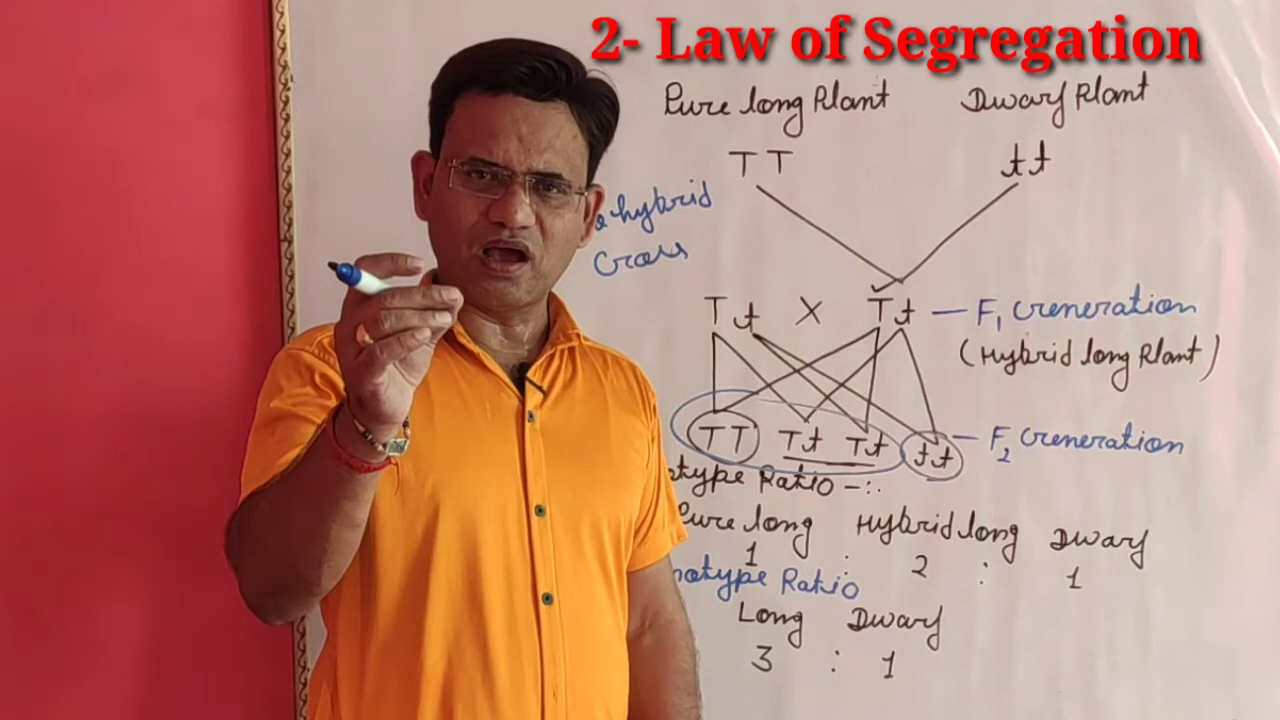 2- Law of Segregation
Pure long Plant Dwarf Plant
TT tt
hybrid
Cross
Tt X Tt – F1 Generation
(Hybrid long Plant)
TT Tt Tt tt – F2 Generation
type Ratio -:
Pure long Hybrid long Dwarf
1 : 2 : 1
notype Ratio
Long Dwarf
3 : 1